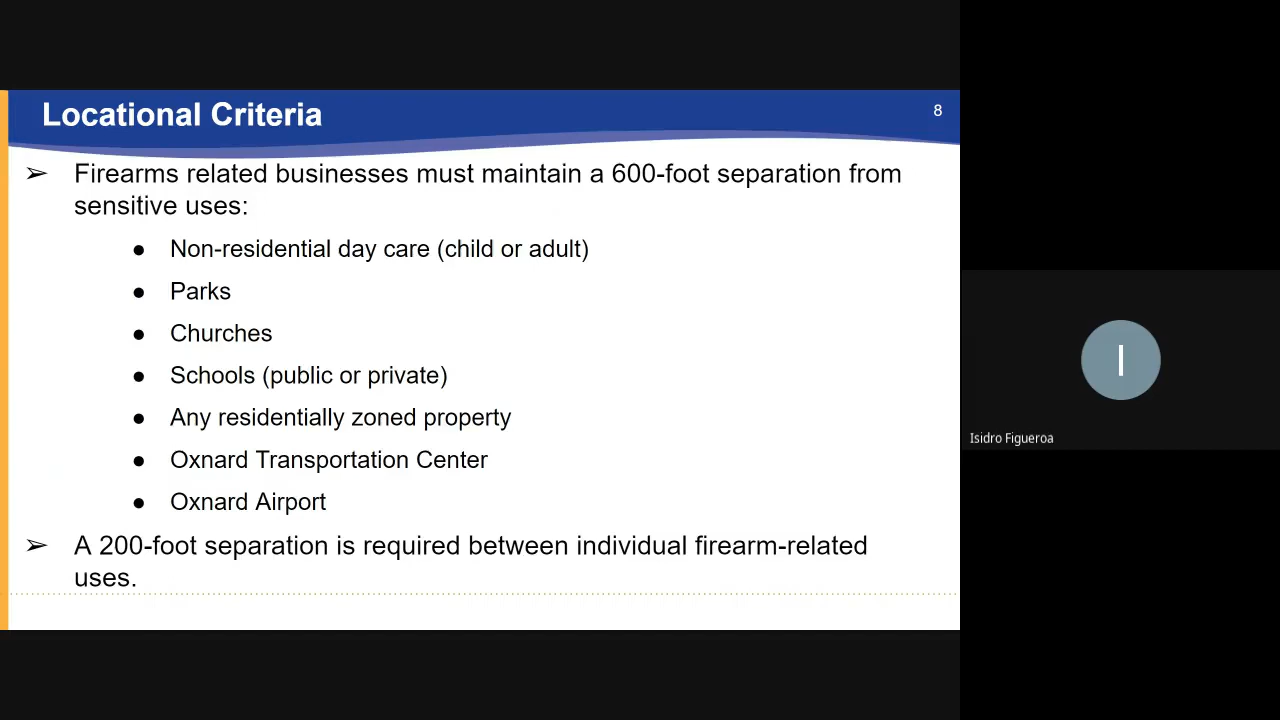 Locational Criteria
8
➢ Firearms related businesses must maintain a 600-foot separation from
sensitive uses:
● Non-residential day care (child or adult)
● Parks
● Churches
● Schools (public or private)
● Any residentially zoned property
● Oxnard Transportation Center
● Oxnard Airport
➢ A 200-foot separation is required between individual firearm-related
uses.
I
Isidro Figueroa